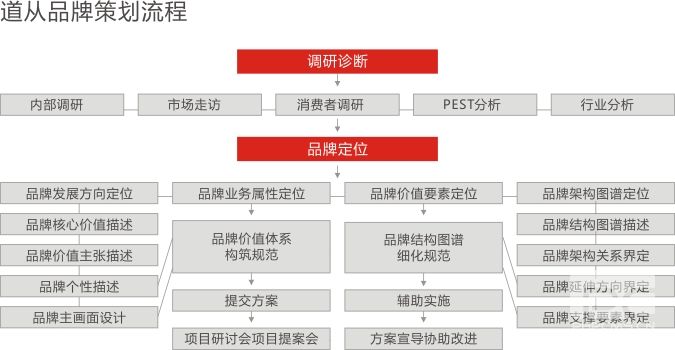 道从品牌策划流程
调研诊断
内部调研
市场走访
消费者调研
PEST分析
行业分析
品牌定位
品牌发展方向定位
品牌业务属性定位
品牌价值要素定位
品牌架构图谱定位
品牌核心价值描述
品牌价值主张描述
品牌个性描述
品牌主画面设计
品牌价值体系
构筑规范
提交方案
项目研讨会项目提案会
品牌结构图谱
细化规范
辅助实施
方案宣导协助改进
品牌结构图谱描述
品牌架构关系界定
品牌延伸方向界定
品牌支撑要素界定